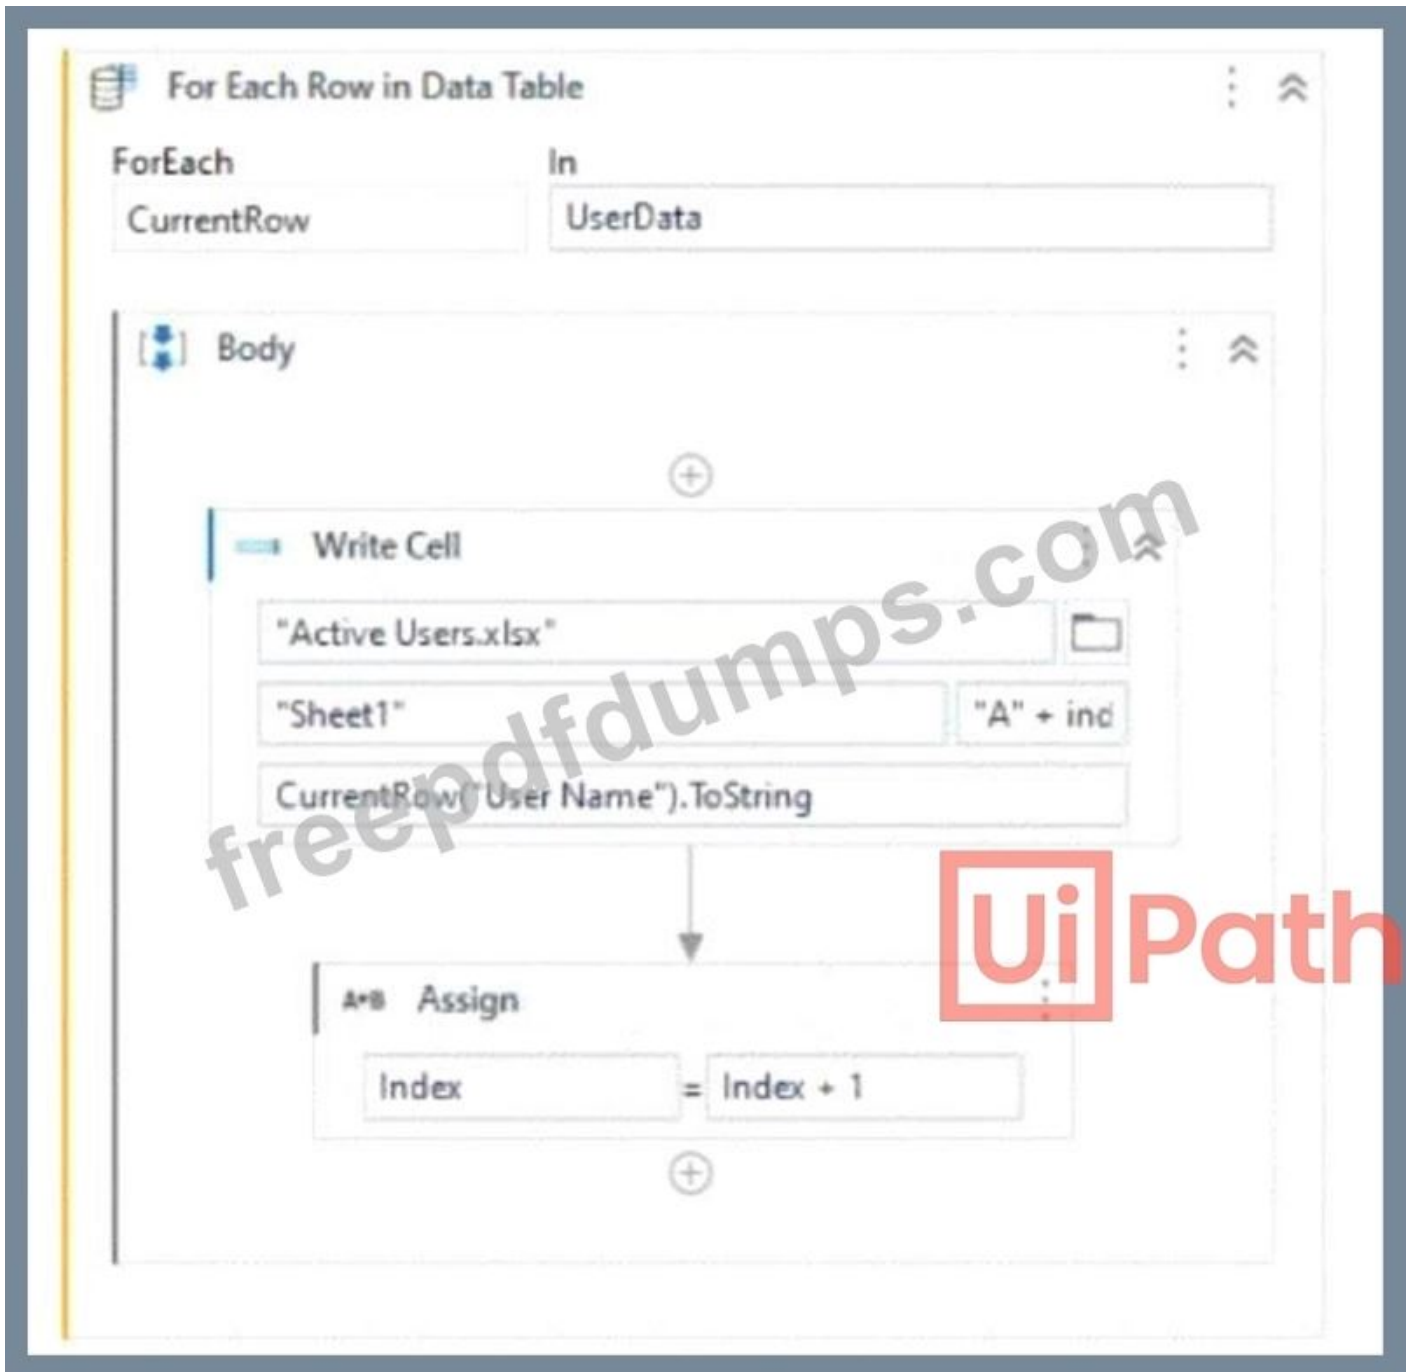 For Each Row in Data Table
ForEach In
CurrentRow UserData
Body
Write Cell
"Active Users.xlsx"
"Sheet1" "A" + ind
CurrentRow("User Name").ToString
freepdfdumps.com
UiPath
A+B Assign
Index = Index + 1